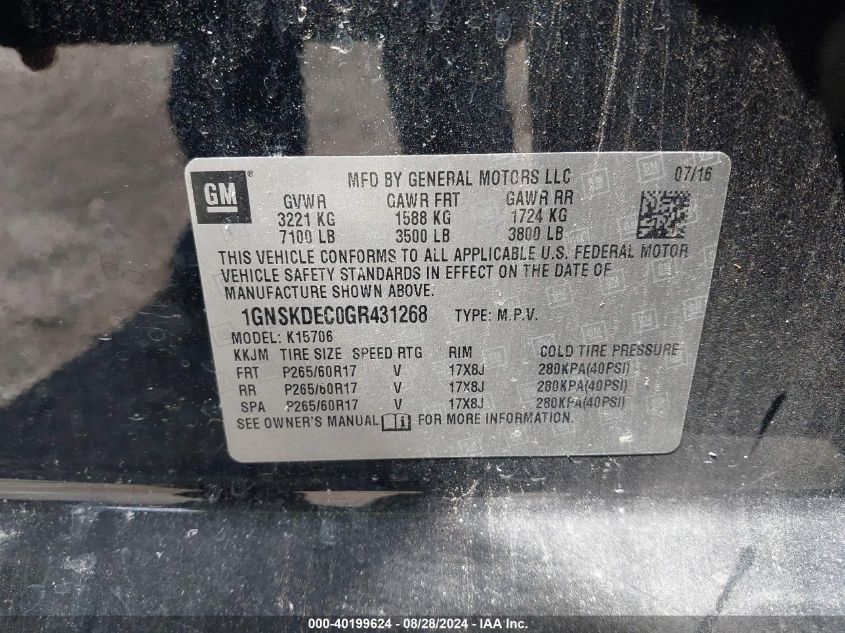 GM
MFD BY GENERAL MOTORS LLC 07/16
GVWR GAWR FRT GAWR RR
3221 KG 1588 KG 1724 KG
7100 LB 3500 LB 3800 LB
THIS VEHICLE CONFORMS TO ALL APPLICABLE U.S. FEDERAL MOTOR
VEHICLE SAFETY STANDARDS IN EFFECT ON THE DATE OF
MANUFACTURE SHOWN ABOVE.
1GNSKDEC0GR431268 TYPE: M.P.V.
MODEL: K15706
KKJM TIRE SIZE SPEED RTG RIM COLD TIRE PRESSURE
FRT P265/60R17 V 17X8J 280KPA(40PSI)
RR P265/60R17 V 17X8J 280KPA(40PSI)
SPA P265/60R17 V 17X8J 280KPA(40PSI)
SEE OWNER'S MANUAL FOR MORE INFORMATION.
000-40199624 - 08/28/2024 - IAA Inc.